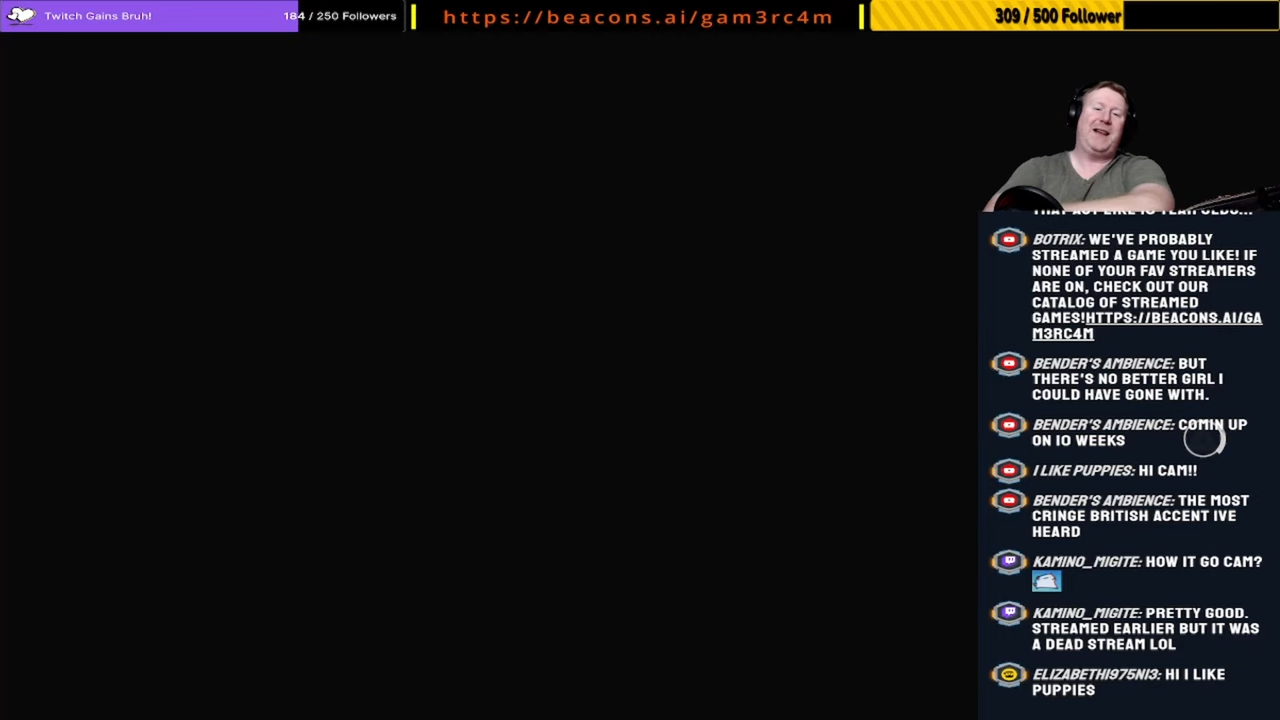 Twitch Gains Bruh!
184 / 250 Followers
https://beacons.ai/gam3rc4m
309 / 500 Follower
BOTRIX: WE'VE PROBABLY
STREAMED A GAME YOU LIKE! IF
NONE OF YOUR FAV STREAMERS
ARE ON, CHECK OUT OUR
CATALOG OF STREAMED
GAMES!HTTPS://BEACONS.AI/GA
M3RC4M
BENDER'S AMBIENCE: BUT
THERE'S NO BETTER GIRL I
COULD HAVE GONE WITH.
BENDER'S AMBIENCE: COMIN UP
ON 10 WEEKS
I LIKE PUPPIES: HI CAM!!
BENDER'S AMBIENCE: THE MOST
CRINGE BRITISH ACCENT IVE
HEARD
KAMINO_MIGITE: HOW IT GO CAM?
KAMINO_MIGITE: PRETTY GOOD.
STREAMED EARLIER BUT IT WAS
A DEAD STREAM LOL
ELIZABETH1975N13: HI I LIKE
PUPPIES